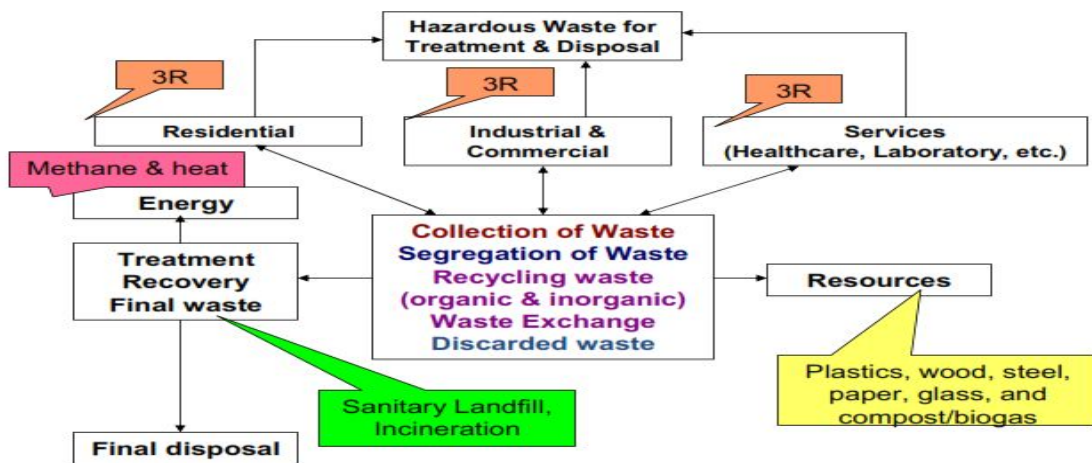 Hazardous Waste for
Treatment & Disposal
3R
3R
3R
Residential
Industrial &
Commercial
Services
(Healthcare, Laboratory, etc.)
Methane & heat
Energy
Treatment
Recovery
Final waste
Collection of Waste
Segregation of Waste
Recycling waste
(organic & inorganic)
Waste Exchange
Discarded waste
Resources
Plastics, wood, steel,
paper, glass, and
compost/biogas
Sanitary Landfill,
Incineration
Final disposal